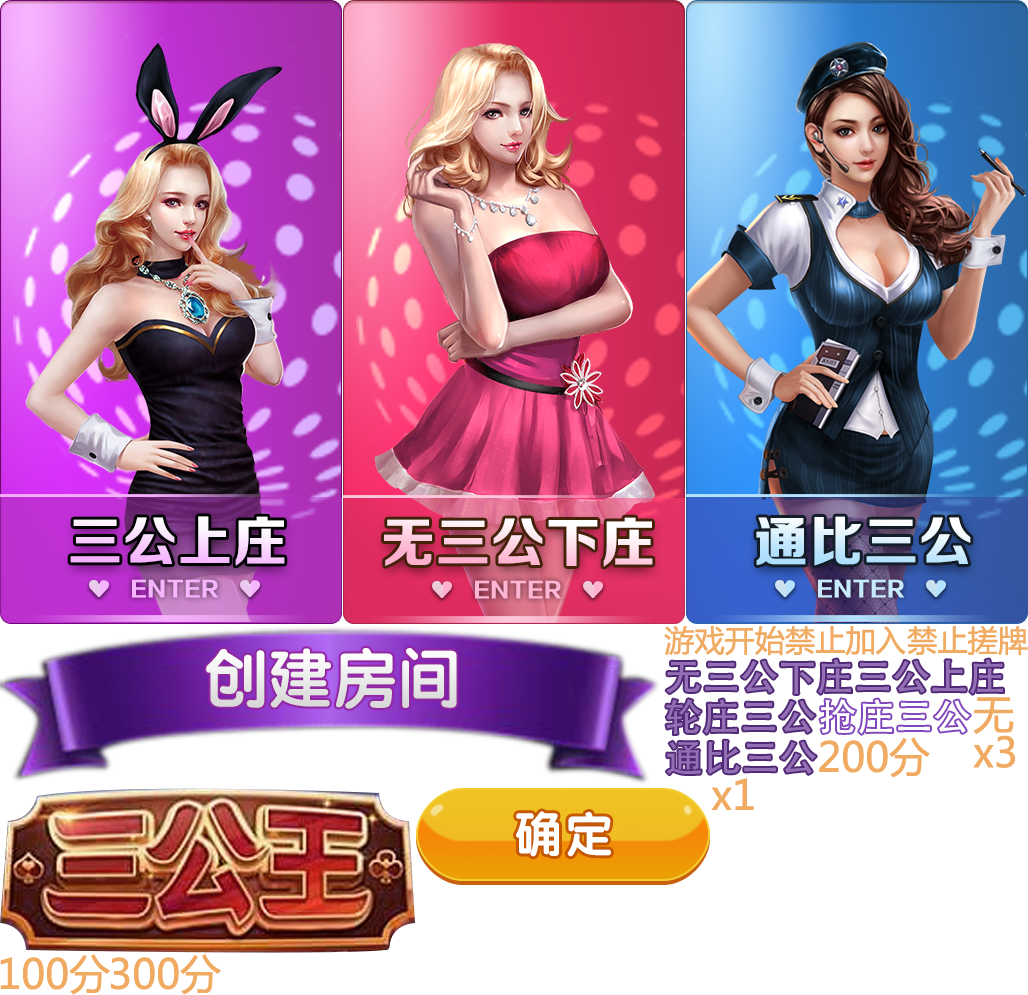 三公上庄
ENTER
无三公下庄
ENTER
通比三公
ENTER
创建房间
游戏开始禁止加入禁止搓牌
无三公下庄三公上庄
轮庄三公抢庄三公无
通比三公200分x3
x1
三公王
确定
100分300分